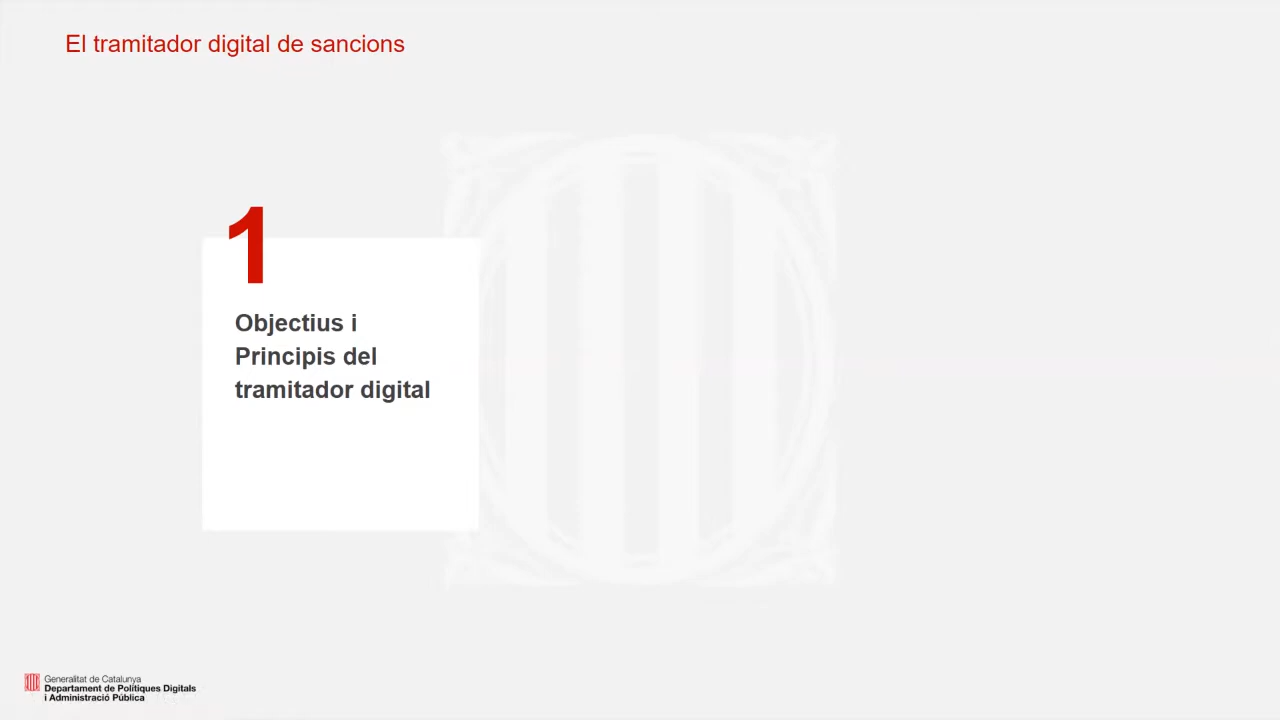 El tramitador digital de sancions
1
Objectius i
Principis del
tramitador digital
Generalitat de Catalunya
Departament de Polítiques Digitals
i Administració Pública